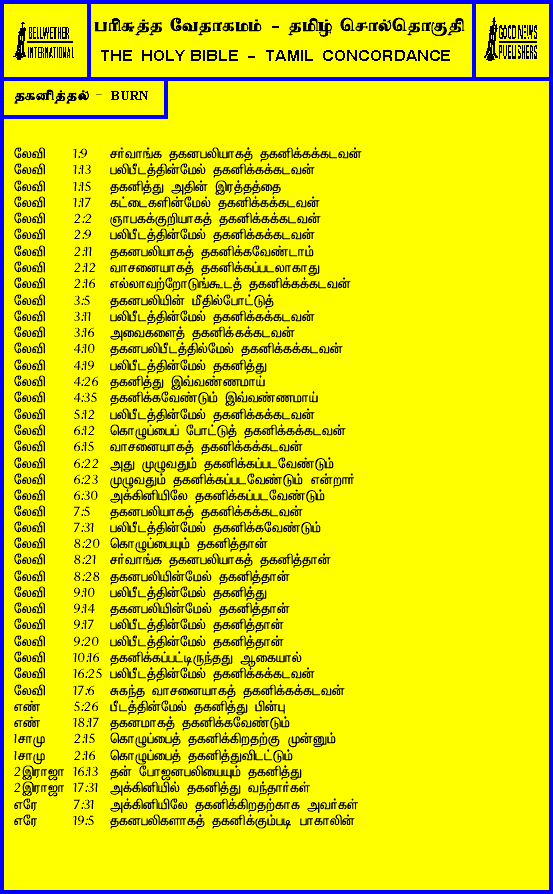 BELLWETHER
INTERNATIONAL
பரிசுத்த வேதாகமம் - தமிழ் சொல்தொகுதி
THE HOLY BIBLE - TAMIL CONCORDANCE
GOOD NEWS
PUBLISHERS
தகனித்தல் - BURN
லேவி 1:9 சர்வாங்க தகனபலியாகத் தகனிக்கக்கடவன்
லேவி 1:13 பலிபீடத்தின்மேல் தகனிக்கக்கடவன்
லேவி 1:15 தகனித்து அதின் இரத்தத்தை
லேவி 1:17 கட்டைகளின்மேல் தகனிக்கக்கடவன்
லேவி 2:2 ஞாபகக்குறியாகத் தகனிக்கக்கடவன்
லேவி 2:9 பலிபீடத்தின்மேல் தகனிக்கக்கடவன்
லேவி 2:11 தகனபலியாகத் தகனிக்கவேண்டாம்
லேவி 2:12 வாசனையாகத் தகனிக்கப்படலாகாது
லேவி 2:16 எல்லாவற்றோடுங்கூடத் தகனிக்கக்கடவன்
லேவி 3:5 தகனபலியின் மீதில்போட்டுத்
லேவி 3:11 பலிபீடத்தின்மேல் தகனிக்கக்கடவன்
லேவி 3:16 அவைகளைத் தகனிக்கக்கடவன்
லேவி 4:10 தகனபலிபீடத்தில்மேல் தகனிக்கக்கடவன்
லேவி 4:19 பலிபீடத்தின்மேல் தகனித்து
லேவி 4:26 தகனித்து இவ்வண்ணமாய்
லேவி 4:35 தகனிக்கவேண்டும் இவ்வண்ணமாய்
லேவி 5:12 பலிபீடத்தின்மேல் தகனிக்கக்கடவன்
லேவி 6:12 கொழுப்பைப் போட்டுத் தகனிக்கக்கடவன்
லேவி 6:15 வாசனையாகத் தகனிக்கக்கடவன்
லேவி 6:22 அது முழுவதும் தகனிக்கப்படவேண்டும்
லேவி 6:23 முழுவதும் தகனிக்கப்படவேண்டும் என்றார்
லேவி 6:30 அக்கினியிலே தகனிக்கப்படவேண்டும்
லேவி 7:5 தகனபலியாகத் தகனிக்கக்கடவன்
லேவி 7:31 பலிபீடத்தின்மேல் தகனிக்கவேண்டும்
லேவி 8:20 கொழுப்பையும் தகனித்தான்
லேவி 8:21 சர்வாங்க தகனபலியாகத் தகனித்தான்
லேவி 8:28 தகனபலியின்மேல் தகனித்தான்
லேவி 9:10 பலிபீடத்தின்மேல் தகனித்து
லேவி 9:14 தகனபலியின்மேல் தகனித்தான்
லேவி 9:17 பலிபீடத்தின்மேல் தகனித்தான்
லேவி 9:20 பலிபீடத்தின்மேல் தகனித்தான்
லேவி 10:16 தகனிக்கப்பட்டிருந்தது ஆகையால்
லேவி 16:25 பலிபீடத்தின்மேல் தகனிக்கக்கடவன்
லேவி 17:6 சுகந்த வாசனையாகத் தகனிக்கக்கடவன்
எண் 5:26 பீடத்தின்மேல் தகனித்து பின்பு
எண் 18:17 தகனமாகத் தகனிக்கவேண்டும்
1சாமு 2:15 கொழுப்பைத் தகனிக்கிறதற்கு முன்னும்
1சாமு 2:16 கொழுப்பைத் தகனித்துவிடட்டும்
2இராஜா 16:13 தன் போஜனபலியையும் தகனித்து
2இராஜா 17:31 அக்கினியில் தகனித்து வந்தார்கள்
எரே 7:31 அக்கினியிலே தகனிக்கிறதற்காக அவர்கள்
எரே 19:5 தகனபலிகளாகத் தகனிக்கும்படி பாகாலின்